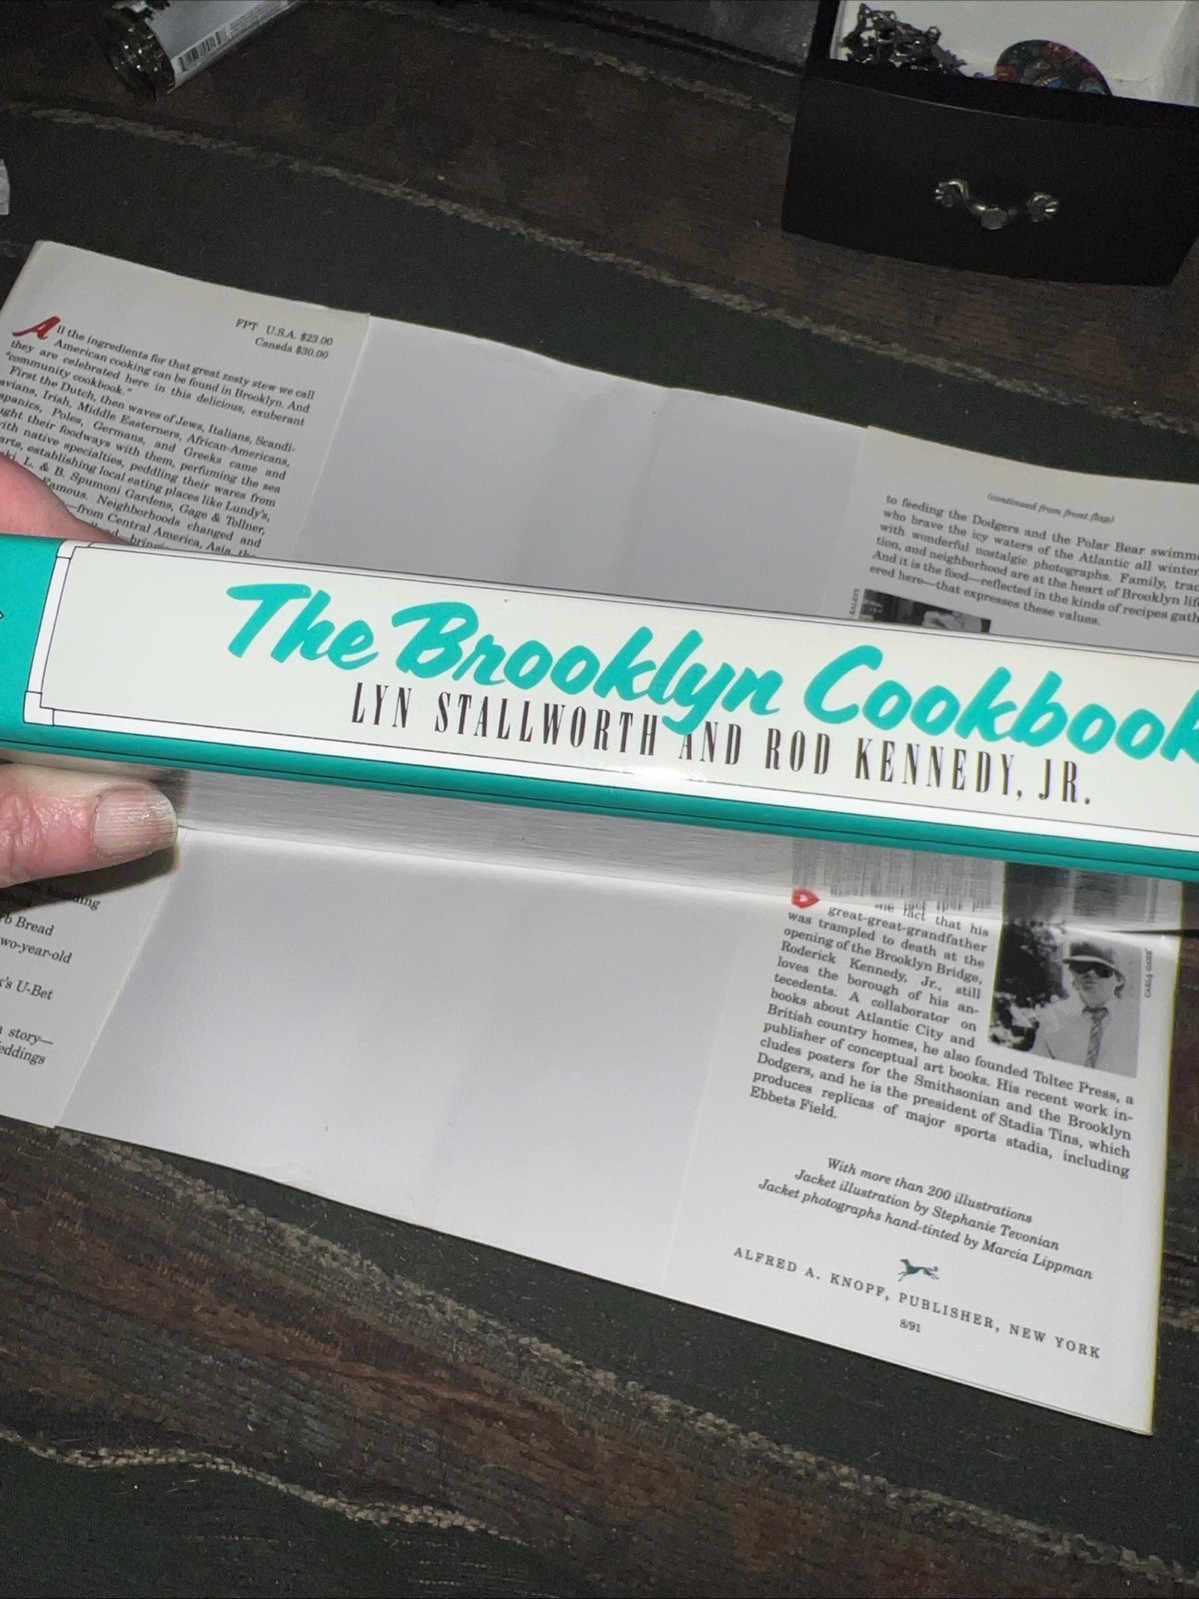 FPT U.S.A. $23.00
Canada $30.00
All the ingredients for that great zesty stew we call
American cooking can be found in Brooklyn. And
they are celebrated here in this delicious, exuberant
"community cookbook."
First the Dutch, then waves of Jews, Italians, Scandi-
avians, Irish, Middle Easterners, African-Americans,
spanics, Poles, Germans, and Greeks came and
ught their foodways with them, perfuming the sea
with native specialties, peddling their wares from
arts, establishing local eating places like Lundy's,
ki, L. & B. Spumoni Gardens, Gage & Tollner,
Famous. Neighborhoods changed and
—from Central America, Asia, the
(continued from front flap)
to feeding the Dodgers and the Polar Bear swimm
who brave the icy waters of the Atlantic all winter
with wonderful nostalgic photographs. Family, trad
tion, and neighborhood are at the heart of Brooklyn lif
And it is the food—reflected in the kinds of recipes gath
ered here—that expresses these values.
The Brooklyn Cookbook
LYN STALLWORTH AND ROD KENNEDY, JR.
b Bread
wo-year-old
's U-Bet
story—
eddings
fact that his
great-great-grandfather
was trampled to death at the
opening of the Brooklyn Bridge,
Roderick Kennedy, Jr., still
loves the borough of his an-
tecedents. A collaborator on
books about Atlantic City and
British country homes, he also founded Toltec Press, a
publisher of conceptual art books. His recent work in-
cludes posters for the Smithsonian and the Brooklyn
Dodgers, and he is the president of Stadia Tins, which
produces replicas of major sports stadia, including
Ebbets Field.
With more than 200 illustrations
Jacket illustration by Stephanie Tevonian
Jacket photographs hand-tinted by Marcia Lippman
ALFRED A. KNOPF, PUBLISHER, NEW YORK
8/91